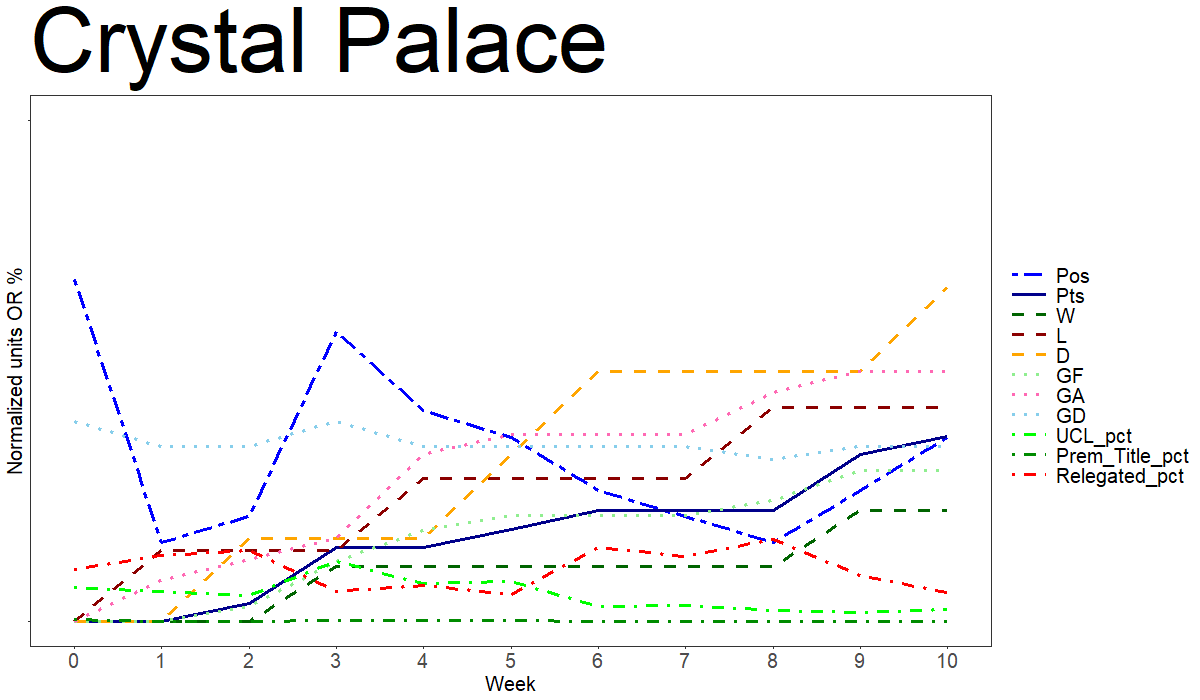 Crystal Palace
Normalized units OR %
0 1 2 3 4 5 6 7 8 9 10
Week
Pos
Pts
W
L
D
GF
GA
GD
UCL_pct
Prem_Title_pct
Relegated_pct